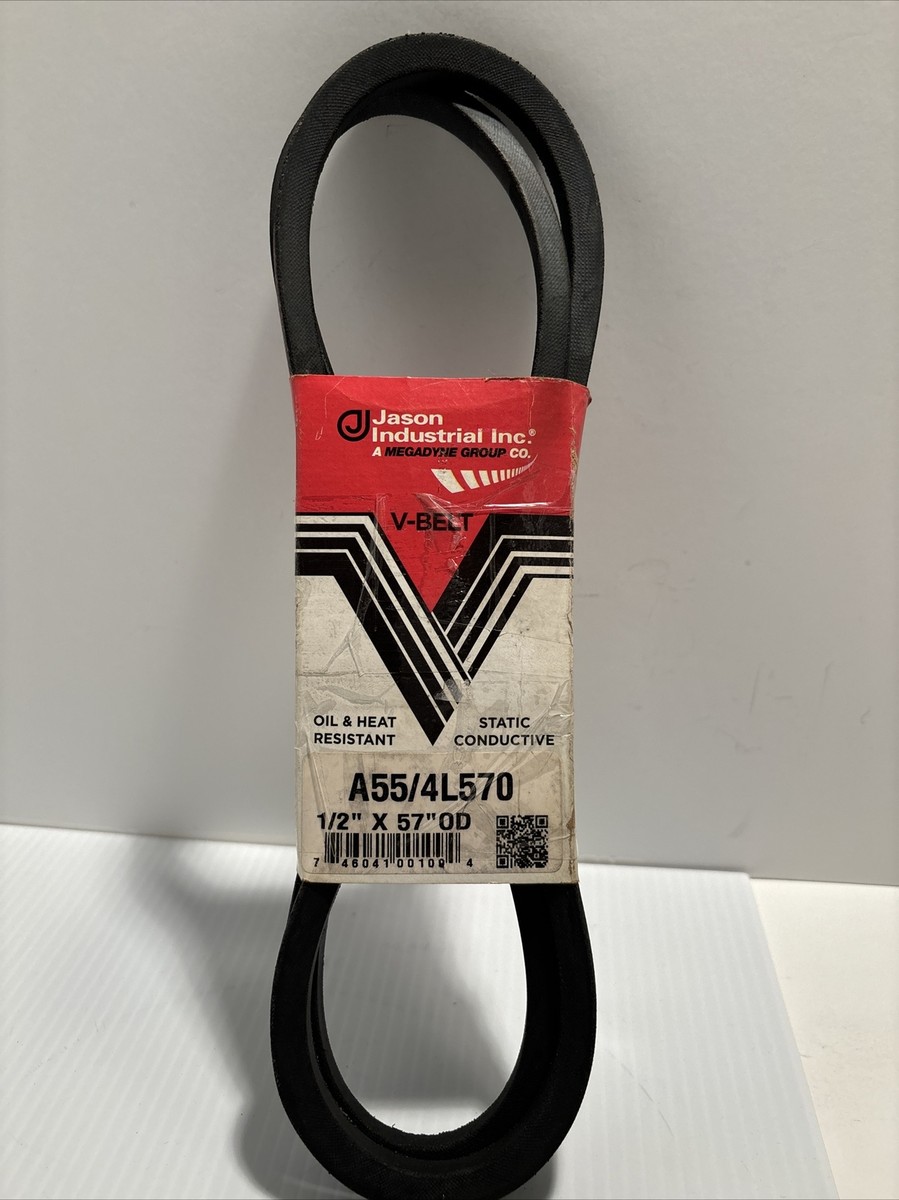 Jason
Industrial Inc.®
A MEGADYNE GROUP CO.
V-BELT
OIL & HEAT
RESISTANT
STATIC
CONDUCTIVE
A55/4L570
1/2" X 57"OD
7 46041 00109 4